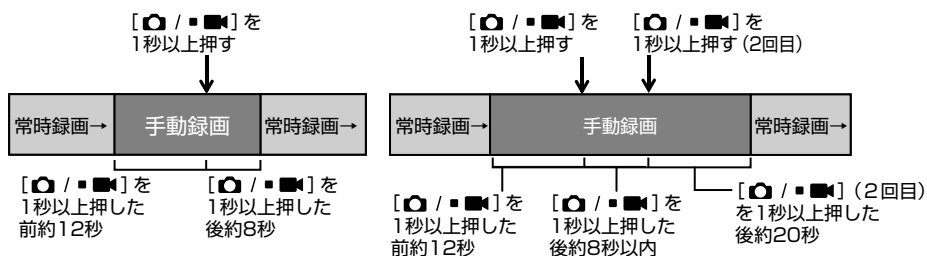 [📷 / ■🎥] を
1秒以上押す
常時録画→
手動録画
常時録画→
[📷 / ■🎥] を
1秒以上押した
前約12秒
[📷 / ■🎥] を
1秒以上押した
後約8秒
[📷 / ■🎥] を
1秒以上押す
[📷 / ■🎥] を
1秒以上押す(2回目)
常時録画→
手動録画
常時録画→
[📷 / ■🎥] を
1秒以上押した
前約12秒
[📷 / ■🎥] を
1秒以上押した
後約8秒以内
[📷 / ■🎥](2回目)
を1秒以上押した
後約20秒